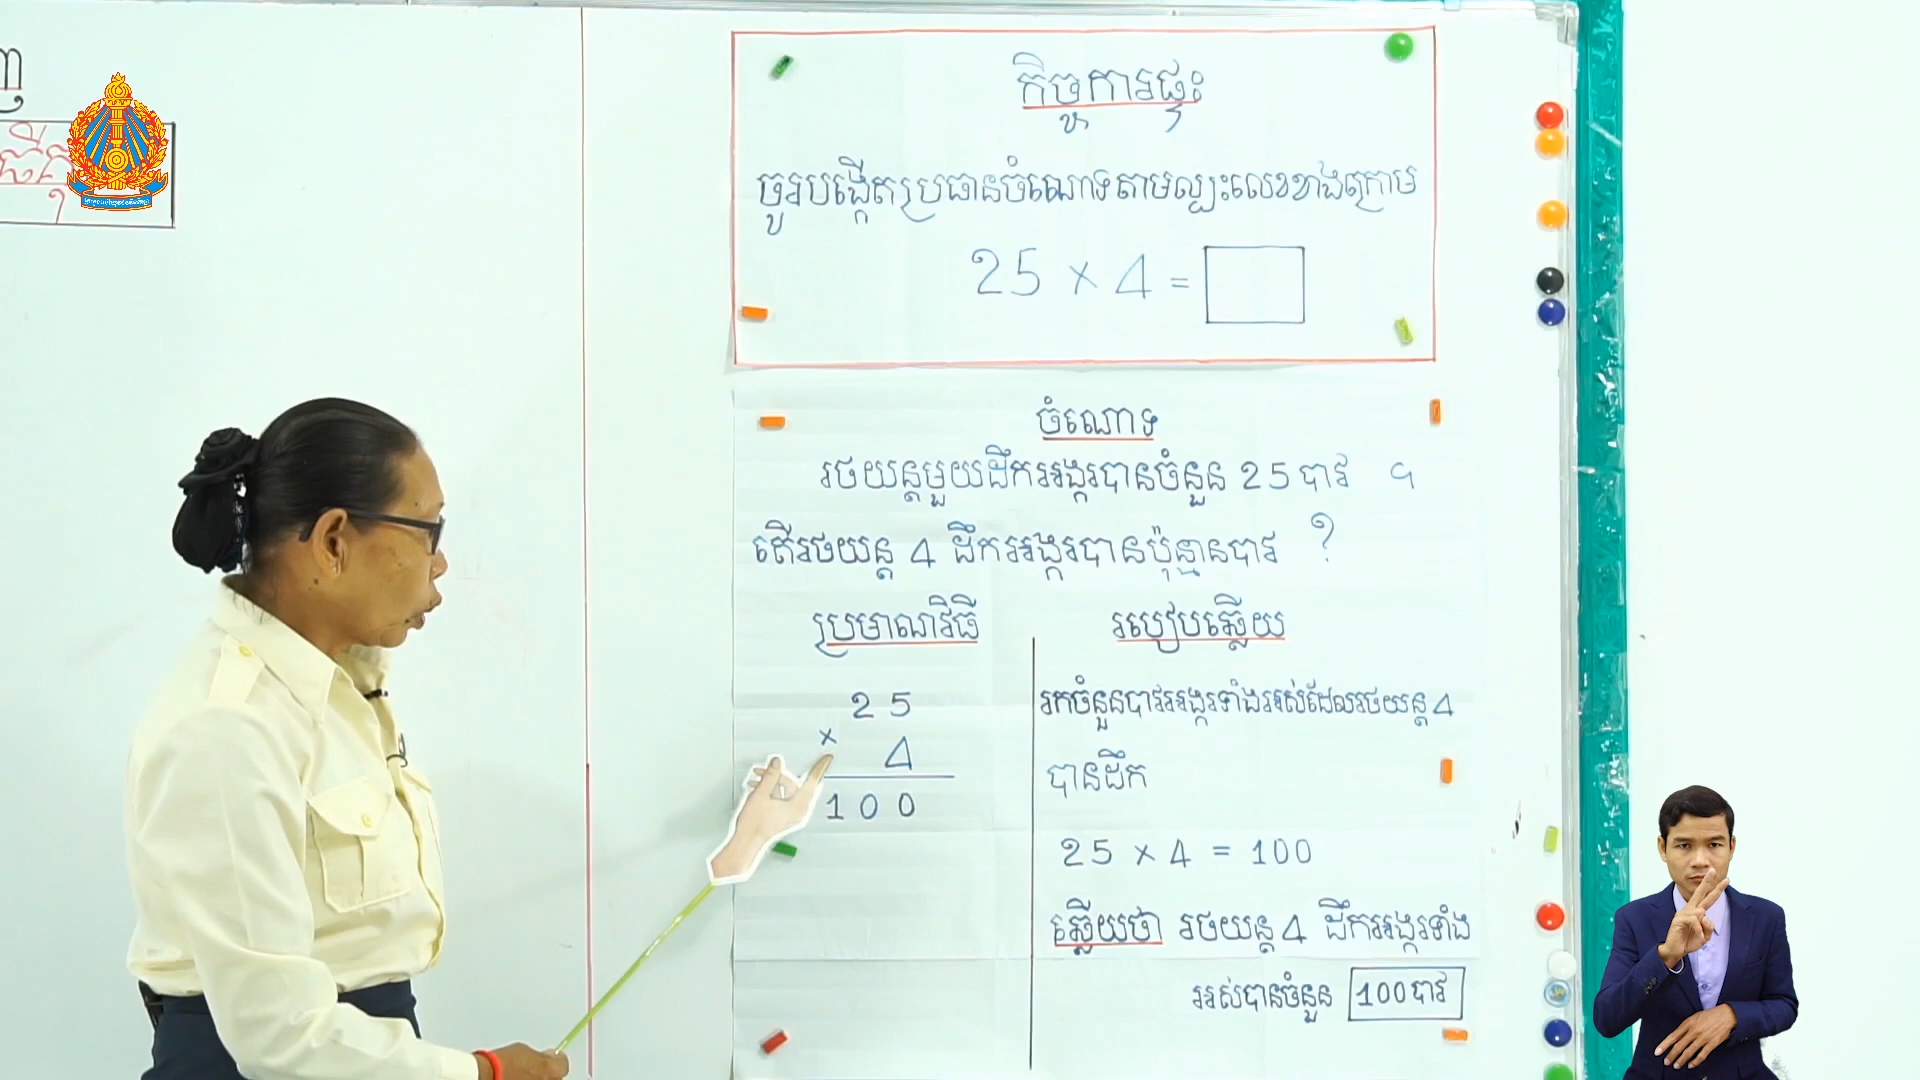 កិច្ចការផ្ទះ
ចូរបង្កើតប្រធានចំណោទតាមល្បះលេខខាងក្រោម
25 × 4 =
ចំណោទ
រថយន្តមួយដឹកអង្ករបានចំនួន 25 បាវ ។
តើរថយន្ត 4 ដឹកអង្ករបានប៉ុន្មានបាវ ?
ប្រមាណវិធី
25
×
4
100
របៀបឆ្លើយ
រកចំនួនបាវអង្ករទាំងអស់ដែលរថយន្ត 4
បានដឹក
25 × 4 = 100
ឆ្លើយថា រថយន្ត 4 ដឹកអង្ករទាំង
អស់បានចំនួន 100បាវ